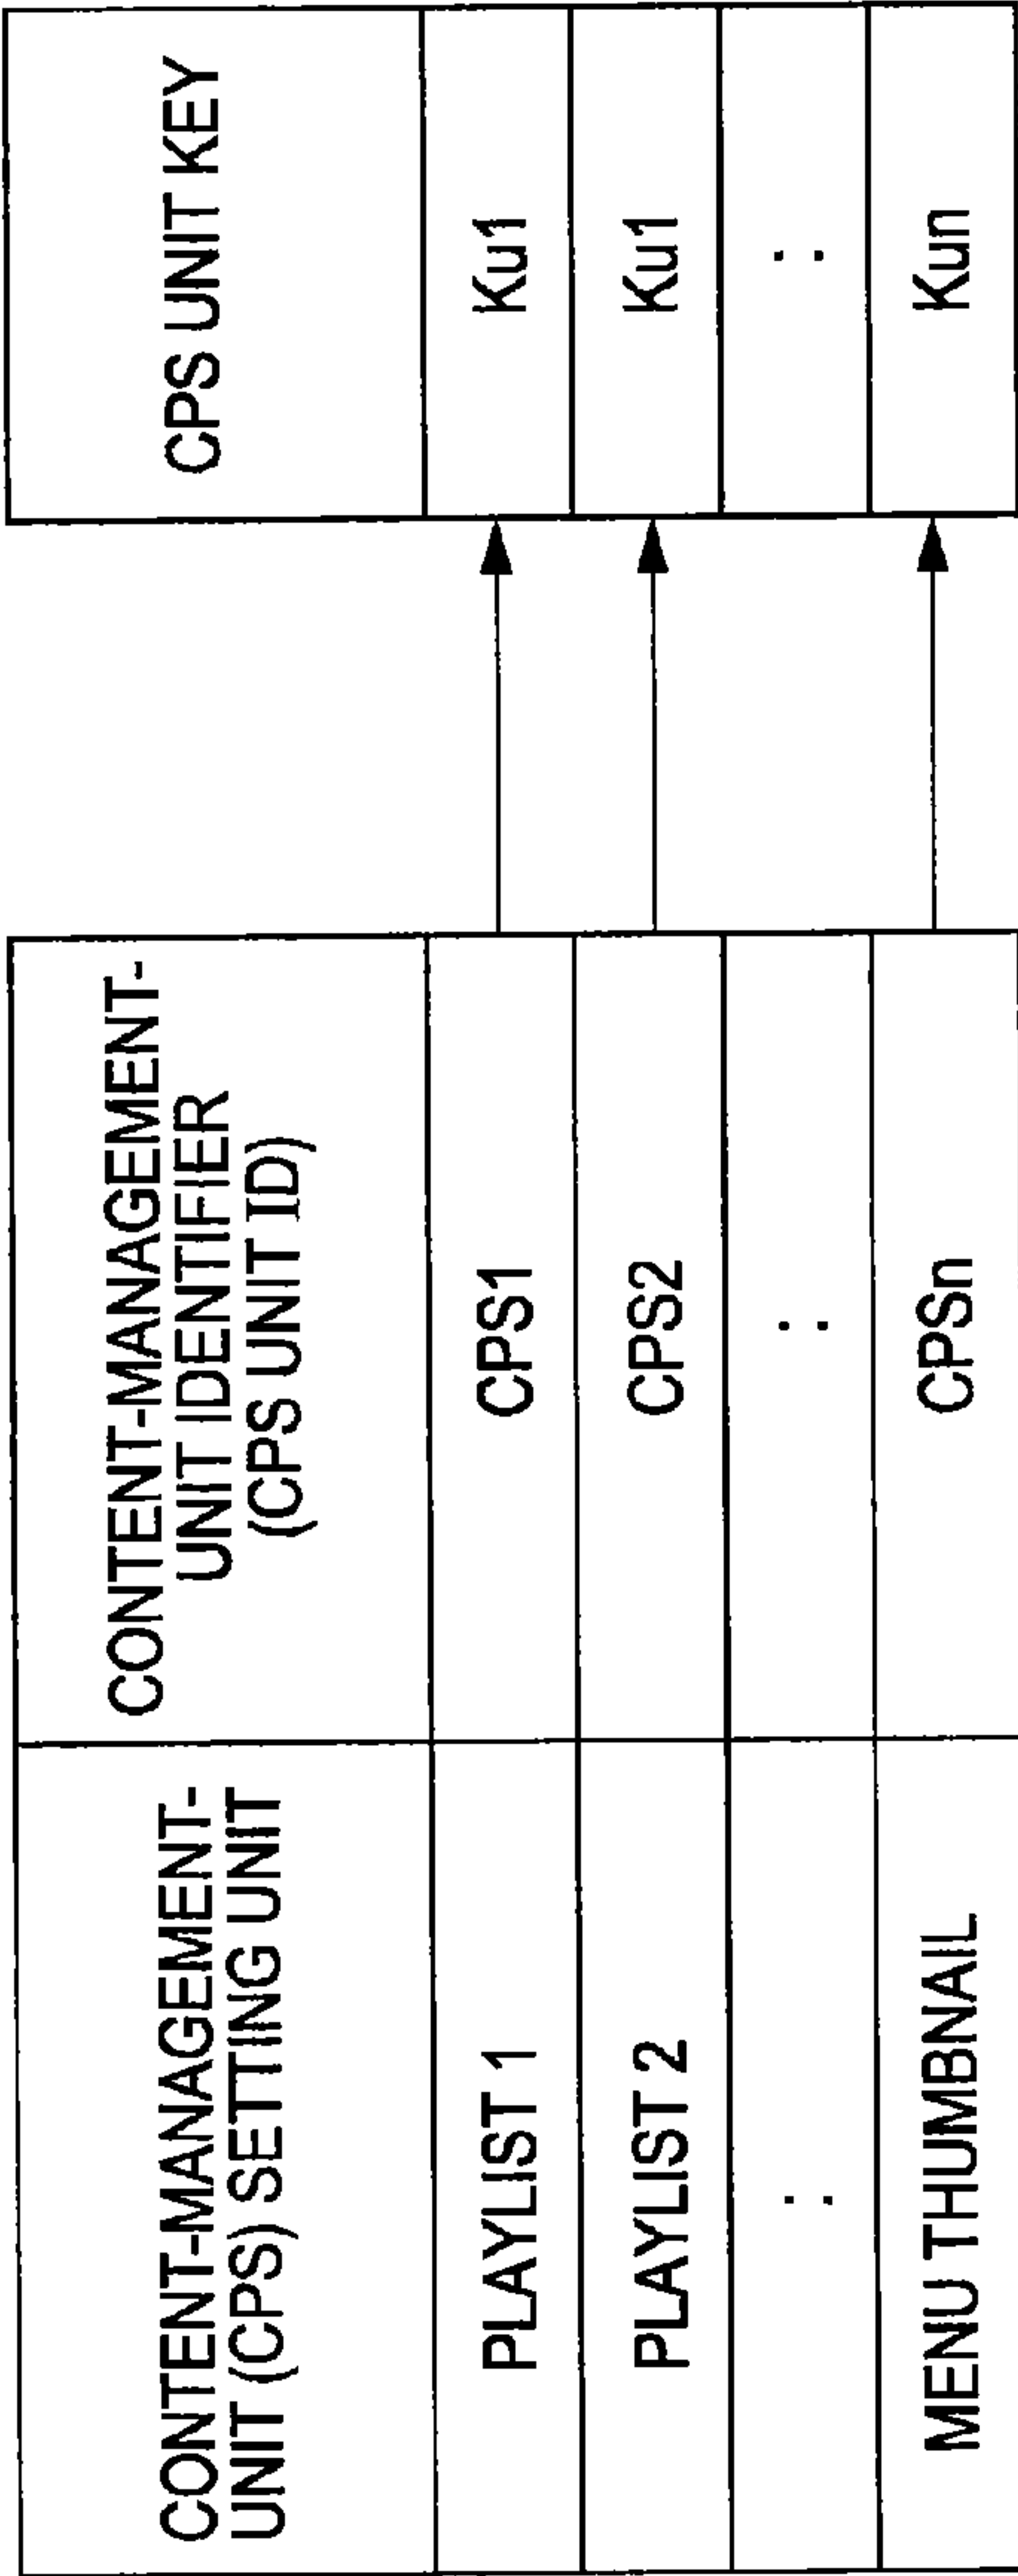 CONTENT-MANAGEMENT-
UNIT (CPS) SETTING UNIT
CONTENT-MANAGEMENT-
UNIT IDENTIFIER
(CPS UNIT ID)
CPS UNIT KEY
PLAYLIST 1
CPS1
Ku1
PLAYLIST 2
CPS2
Ku1
:
:
:
MENU THUMBNAIL
CPSn
Kun